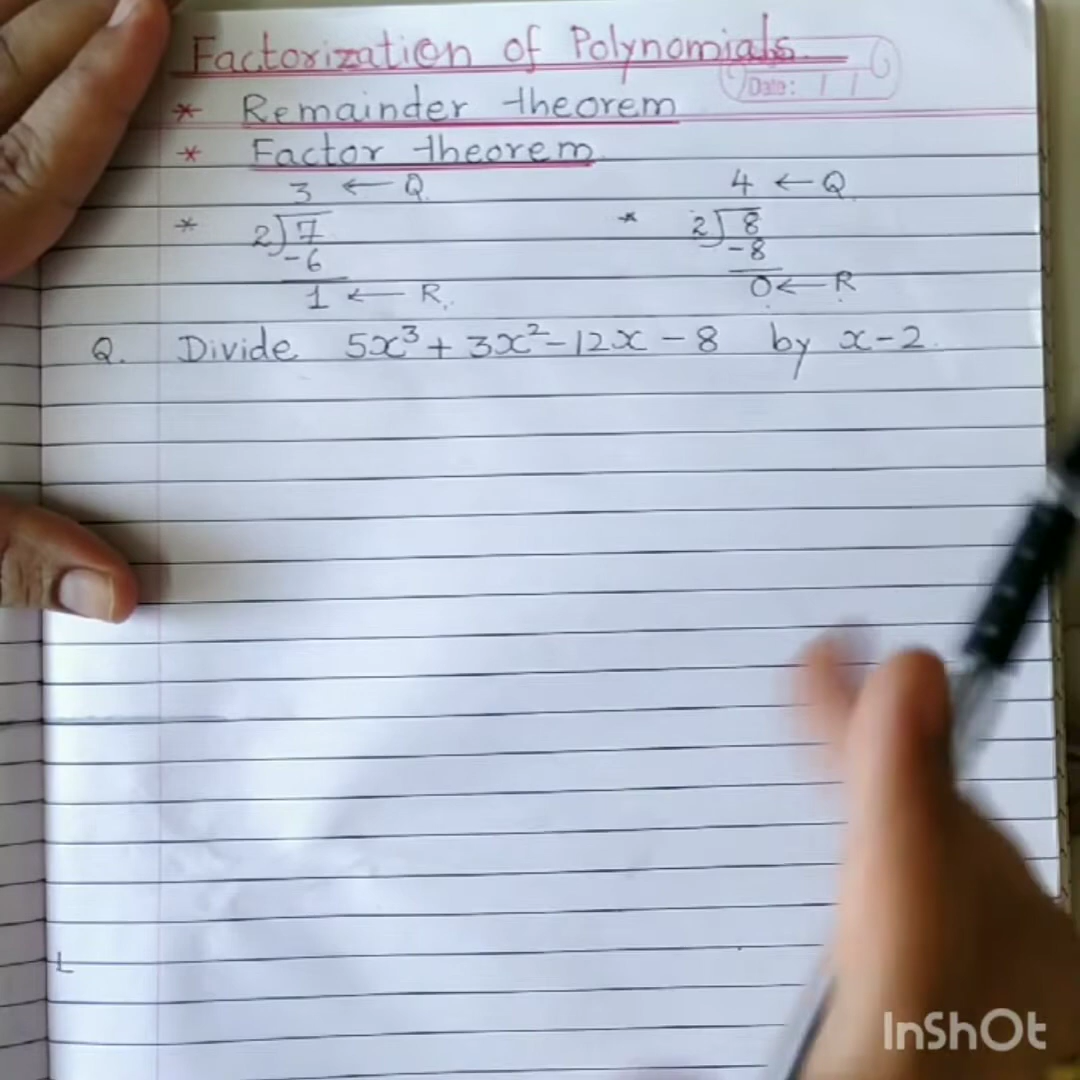 Factorization of Polynomials.
Date: / /
* Remainder theorem
* Factor theorem
3 ← Q 4 ← Q
* 2)7 * 2)8
-6 -8
1 ← R. 0 ← R
Q. Divide 5x³ + 3x² - 12x - 8 by x - 2.
InShOt